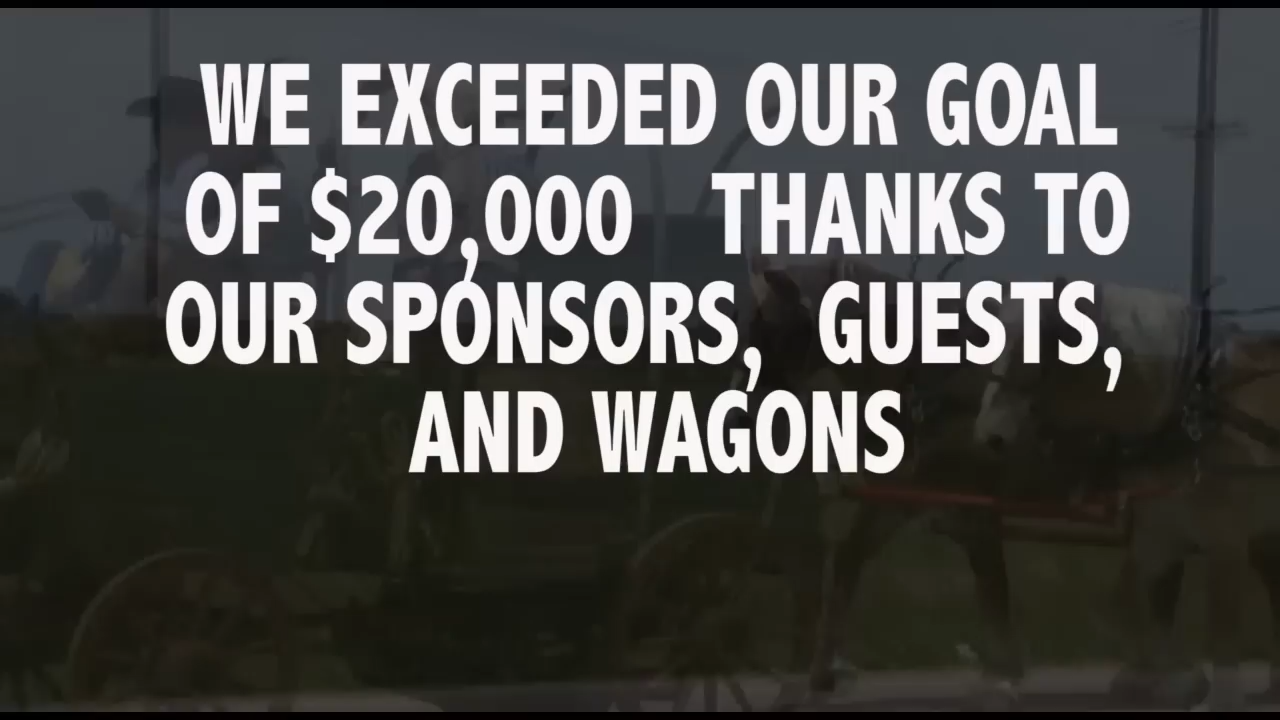 WE EXCEEDED OUR GOAL
OF $20,000 THANKS TO
OUR SPONSORS, GUESTS,
AND WAGONS